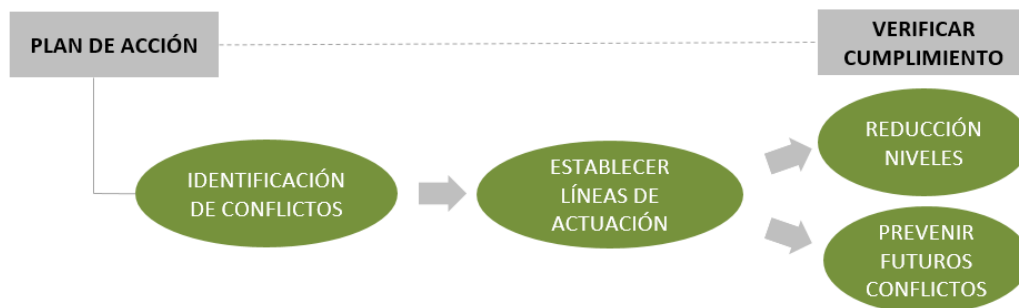 PLAN DE ACCIÓN
VERIFICAR
CUMPLIMIENTO
IDENTIFICACIÓN
DE CONFLICTOS
ESTABLECER
LÍNEAS DE
ACTUACIÓN
REDUCCIÓN
NIVELES
PREVENIR
FUTUROS
CONFLICTOS